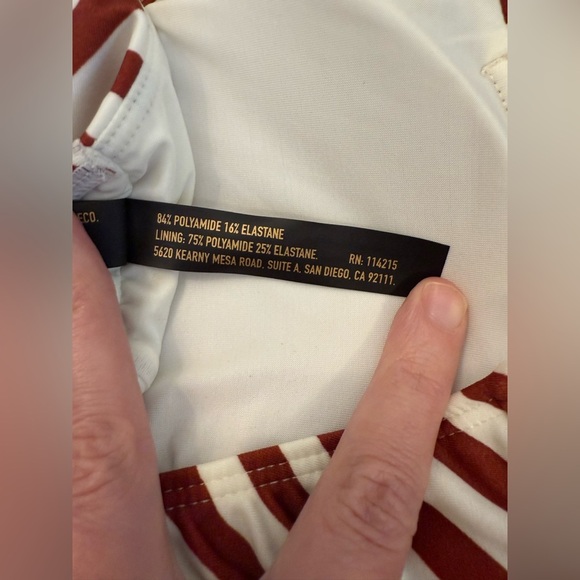 ECO.
84% POLYAMIDE 16% ELASTANE
LINING: 75% POLYAMIDE 25% ELASTANE. RN: 114215
5620 KEARNY MESA ROAD. SUITE A. SAN DIEGO, CA 92111.